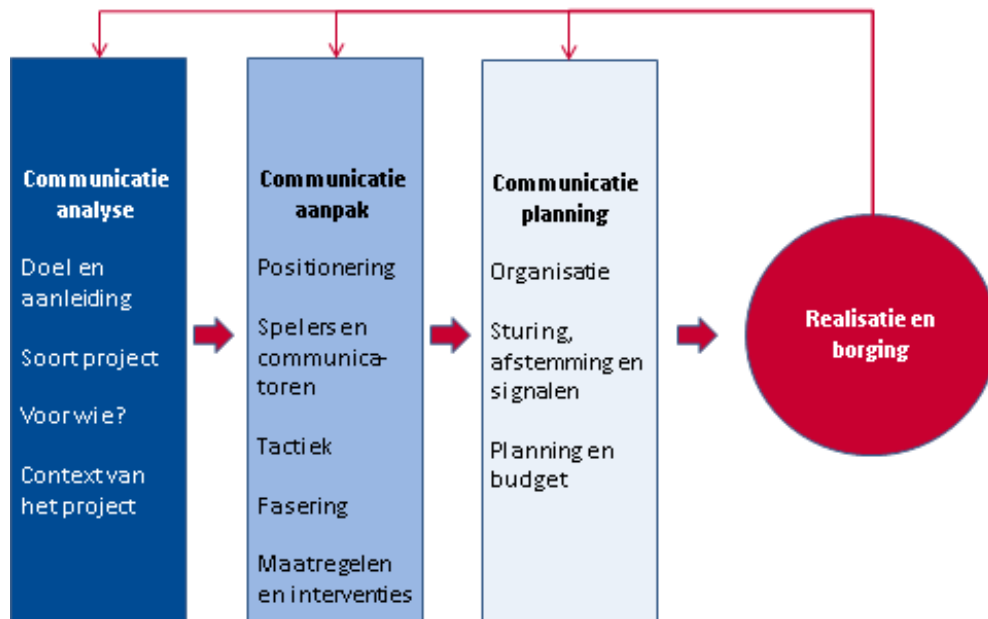 Communicatie
analyse
Doel en
aanleiding
Soort project
Voor wie?
Context van
het project
Communicatie
aanpak
Positionering
Spelers en
communica-
toren
Tactiek
Fasering
Maatregelen
en interventies
Communicatie
planning
Organisatie
Sturing,
afstemming en
signalen
Planning en
budget
Realisatie en
borging